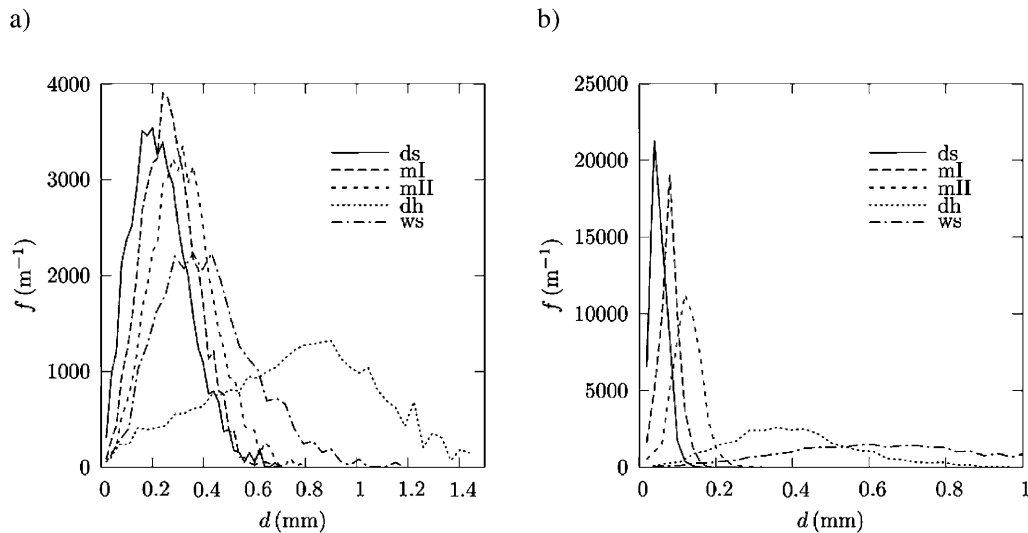 a)
4000
3000
2000
1000
0
f (m⁻¹)
ds
mI
mII
dh
ws
0 0.2 0.4 0.6 0.8 1 1.2 1.4
d (mm)
b)
25000
20000
15000
10000
5000
0
f (m⁻¹)
ds
mI
mII
dh
ws
0 0.2 0.4 0.6 0.8 1
d (mm)